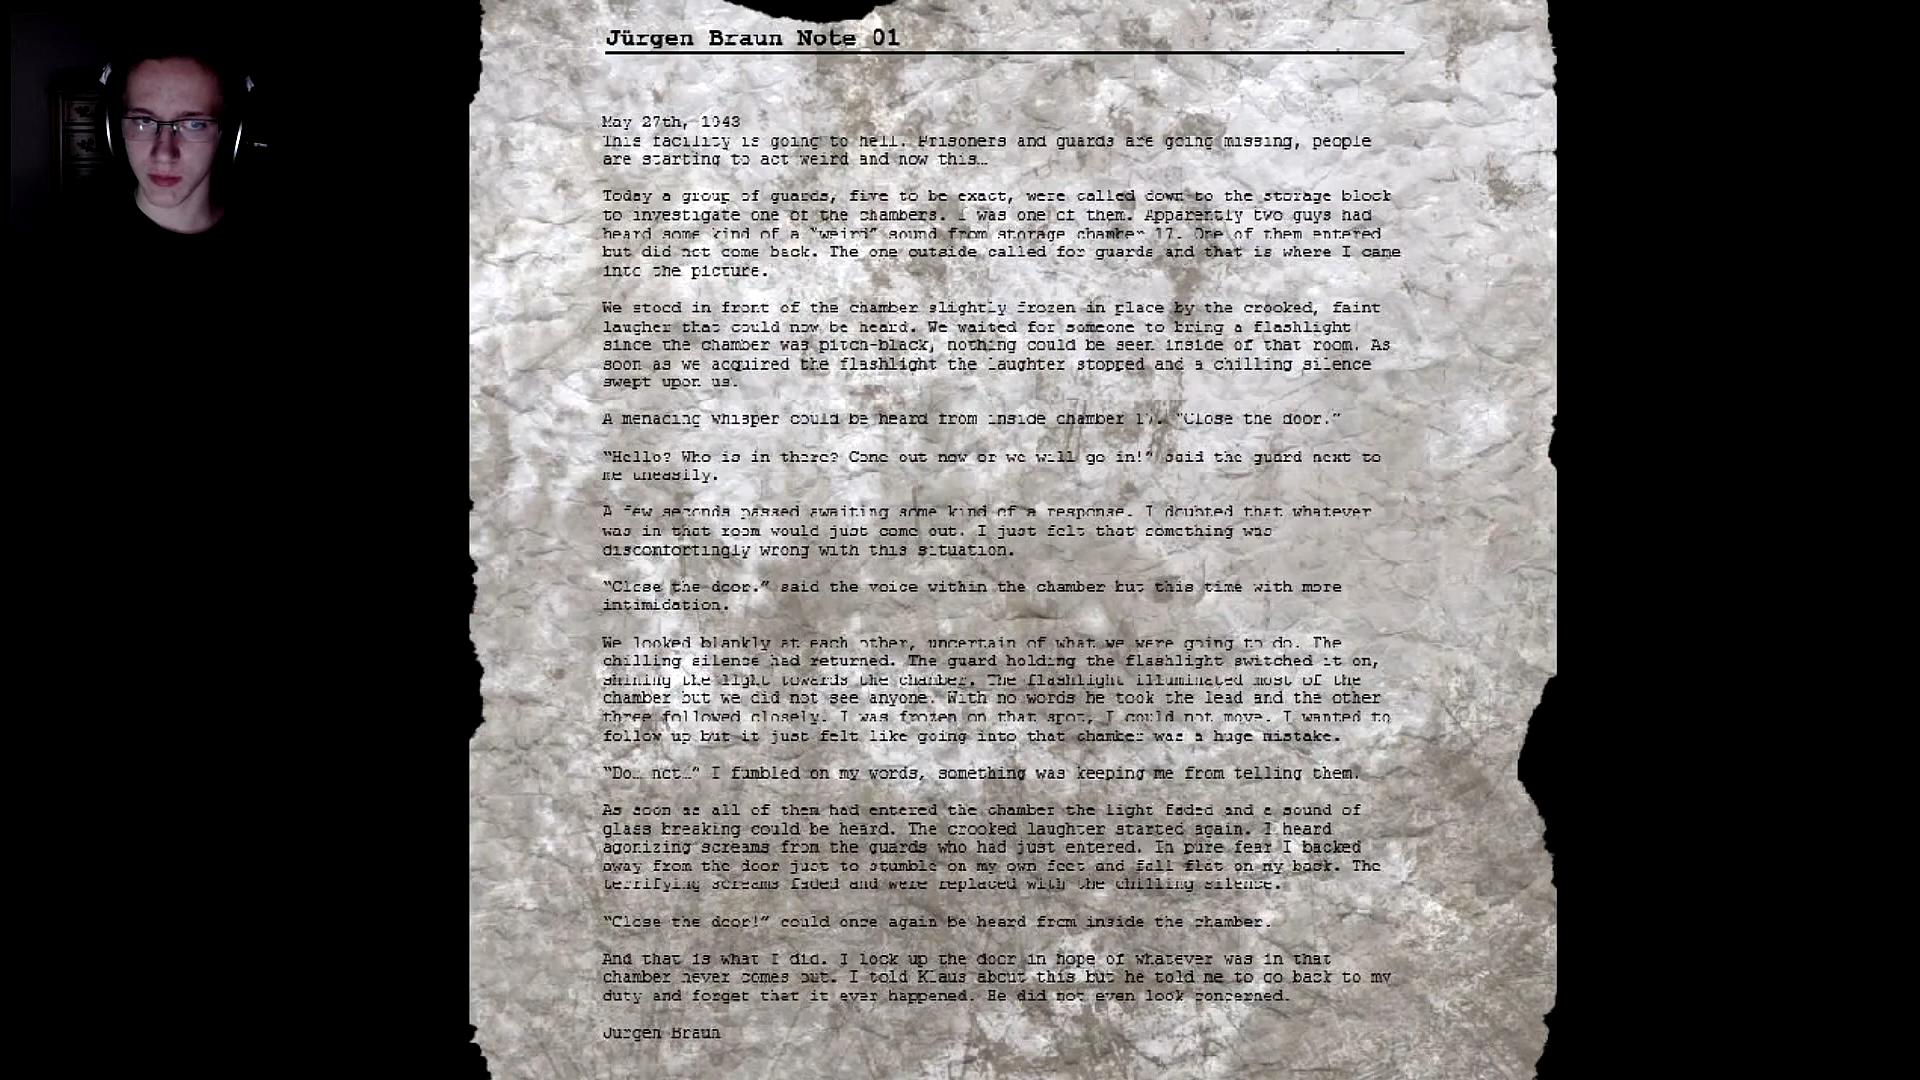 Jürgen Braun Note 01
May 27th, 1943
This facility is going to hell. Prisoners and guards are going missing, people
are starting to act weird and now this…
Today a group of guards, five to be exact, were called down to the storage block
to investigate one of the chambers. I was one of them. Apparently two guys had
heard some kind of a “weird” sound from storage chamber 17. One of them entered
but did not come back. The one outside called for guards and that is where I came
into the picture.
We stood in front of the chamber slightly frozen in place by the crooked, faint
laugher that could now be heard. We waited for someone to bring a flashlight
since the chamber was pitch-black, nothing could be seen inside of that room. As
soon as we acquired the flashlight the laughter stopped and a chilling silence
swept upon us.
A menacing whisper could be heard from inside chamber 17. “Close the door.”
“Hello? Who is in there? Come out now or we will go in!” said the guard next to
me uneasily.
A few seconds passed awaiting some kind of a response. I doubted that whatever
was in that room would just come out. I just felt that something was
discomfortingly wrong with this situation.
“Close the door.” said the voice within the chamber but this time with more
intimidation.
We looked blankly at each other, uncertain of what we were going to do. The
chilling silence had returned. The guard holding the flashlight switched it on,
shining the light towards the chamber. The flashlight illuminated most of the
chamber but we did not see anyone. With no words he took the lead and the other
three followed closely. I was frozen on that spot, I could not move. I wanted to
follow up but it just felt like going into that chamber was a huge mistake.
“Do… not…” I fumbled on my words, something was keeping me from telling them.
As soon as all of them had entered the chamber the light faded and a sound of
glass breaking could be heard. The crooked laughter started again. I heard
agonizing screams from the guards who had just entered. In pure fear I backed
away from the door just to stumble on my own feet and fall flat on my back. The
terrifying screams faded and were replaced with the chilling silence.
“Close the door!” could once again be heard from inside the chamber.
And that is what I did. I lock up the door in hope of whatever was in that
chamber never comes out. I told Klaus about this but he told me to go back to my
duty and forget that it ever happened. He did not even look concerned.
Jürgen Braun